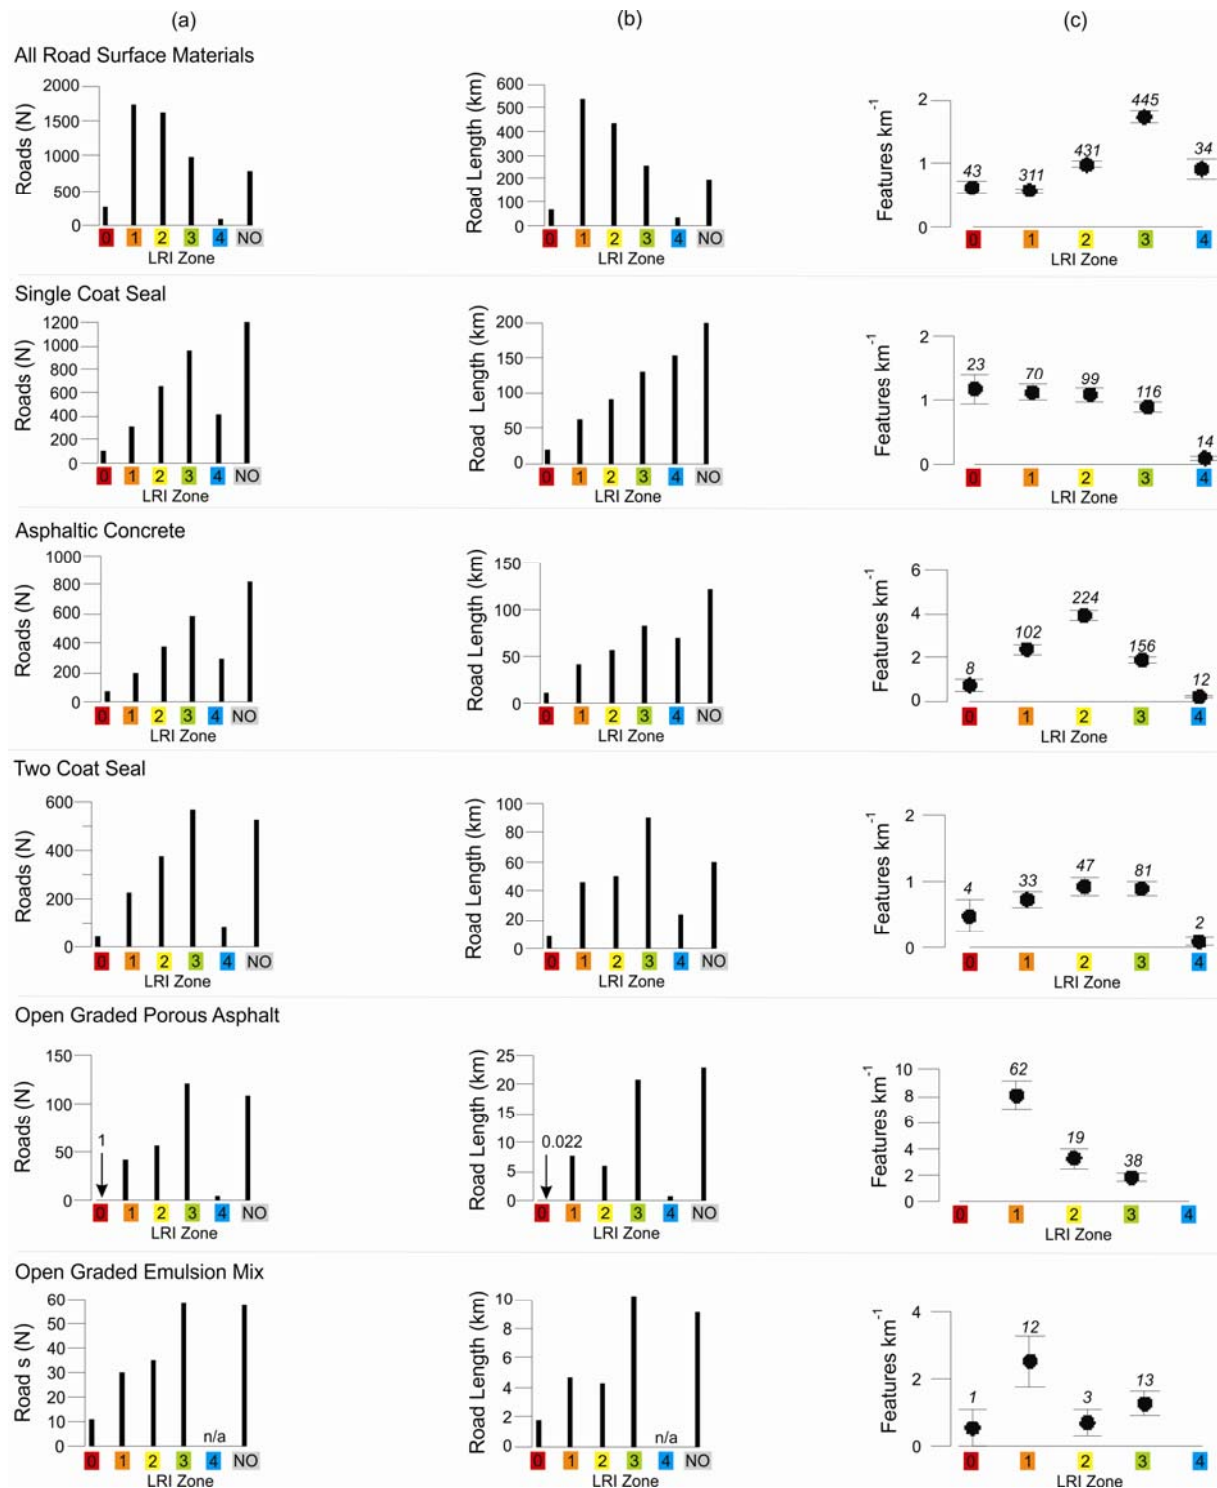 (a) (b) (c)
All Road Surface Materials
Roads (N)
2000
1500
1000
500
0
0 1 2 3 4 NO
LRI Zone
Road Length (km)
600
500
400
300
200
100
0
0 1 2 3 4 NO
LRI Zone
Features km-1
2
1
0
43 311 431 445 34
0 1 2 3 4
LRI Zone
Single Coat Seal
Roads (N)
1200
1000
800
600
400
200
0
0 1 2 3 4 NO
LRI Zone
Road Length (km)
200
150
100
50
0
0 1 2 3 4 NO
LRI Zone
Features km-1
2
1
0
23 70 99 116 14
0 1 2 3 4
LRI Zone
Asphaltic Concrete
Roads (N)
1000
800
600
400
200
0
0 1 2 3 4 NO
LRI Zone
Road Length (km)
150
100
50
0
0 1 2 3 4 NO
LRI Zone
Features km-1
6
4
2
0
8 102 224 156 12
0 1 2 3 4
LRI Zone
Two Coat Seal
Roads (N)
600
400
200
0
0 1 2 3 4 NO
LRI Zone
Road Length (km)
100
80
60
40
20
0
0 1 2 3 4 NO
LRI Zone
Features km-1
2
1
0
4 33 47 81 2
0 1 2 3 4
LRI Zone
Open Graded Porous Asphalt
Roads (N)
150
100
50
0
1
0 1 2 3 4 NO
LRI Zone
Road Length (km)
25
20
15
10
5
0
0.022
0 1 2 3 4 NO
LRI Zone
Features km-1
10
8
6
4
2
0
62 19 38
0 1 2 3 4
LRI Zone
Open Graded Emulsion Mix
Road s (N)
60
50
40
30
20
10
0
n/a
0 1 2 3 4 NO
LRI Zone
Road Length (km)
10
8
6
4
2
0
n/a
0 1 2 3 4 NO
LRI Zone
Features km-1
4
2
0
1 12 3 13
0 1 2 3 4
LRI Zone